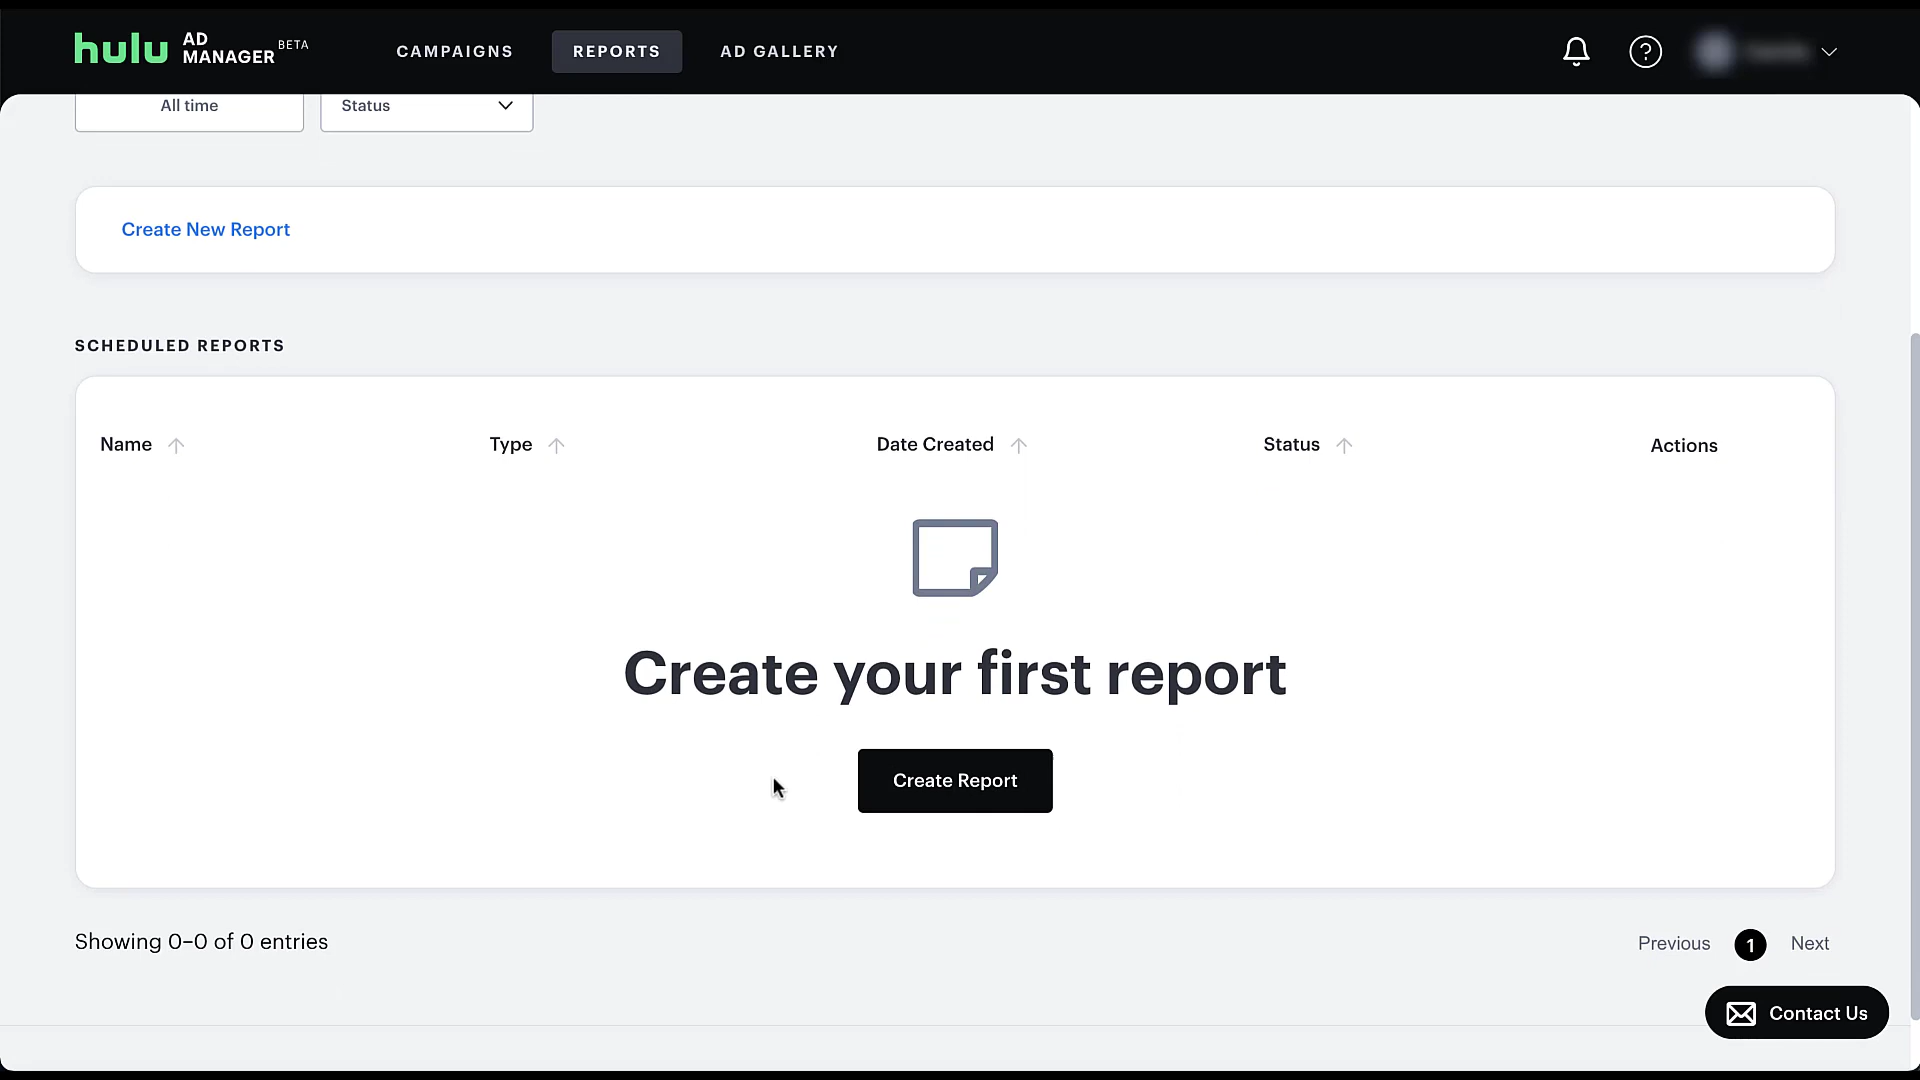 hulu AD MANAGER BETA CAMPAIGNS REPORTS AD GALLERY ?
All time Status
Create New Report
SCHEDULED REPORTS
Name Type Date Created Status Actions
Create your first report
Create Report
Showing 0–0 of 0 entries Previous 1 Next
Contact Us